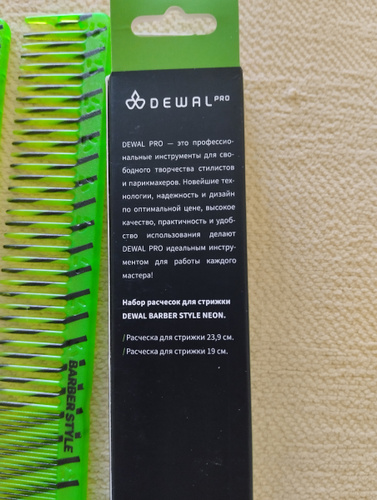 DEWAL PRO
DEWAL PRO — это профессио-
нальные инструменты для сво-
бодного творчества стилистов
и парикмахеров. Новейшие тех-
нологии, надежность и дизайн
по оптимальной цене, высокое
качество, практичность и удоб-
ство использования делают
DEWAL PRO идеальным инстру-
ментом для работы каждого
мастера!
Набор расчесок для стрижки
DEWAL BARBER STYLE NEON.
/ Расческа для стрижки 23,9 см.
/ Расческа для стрижки 19 см.
BARBER STYLE